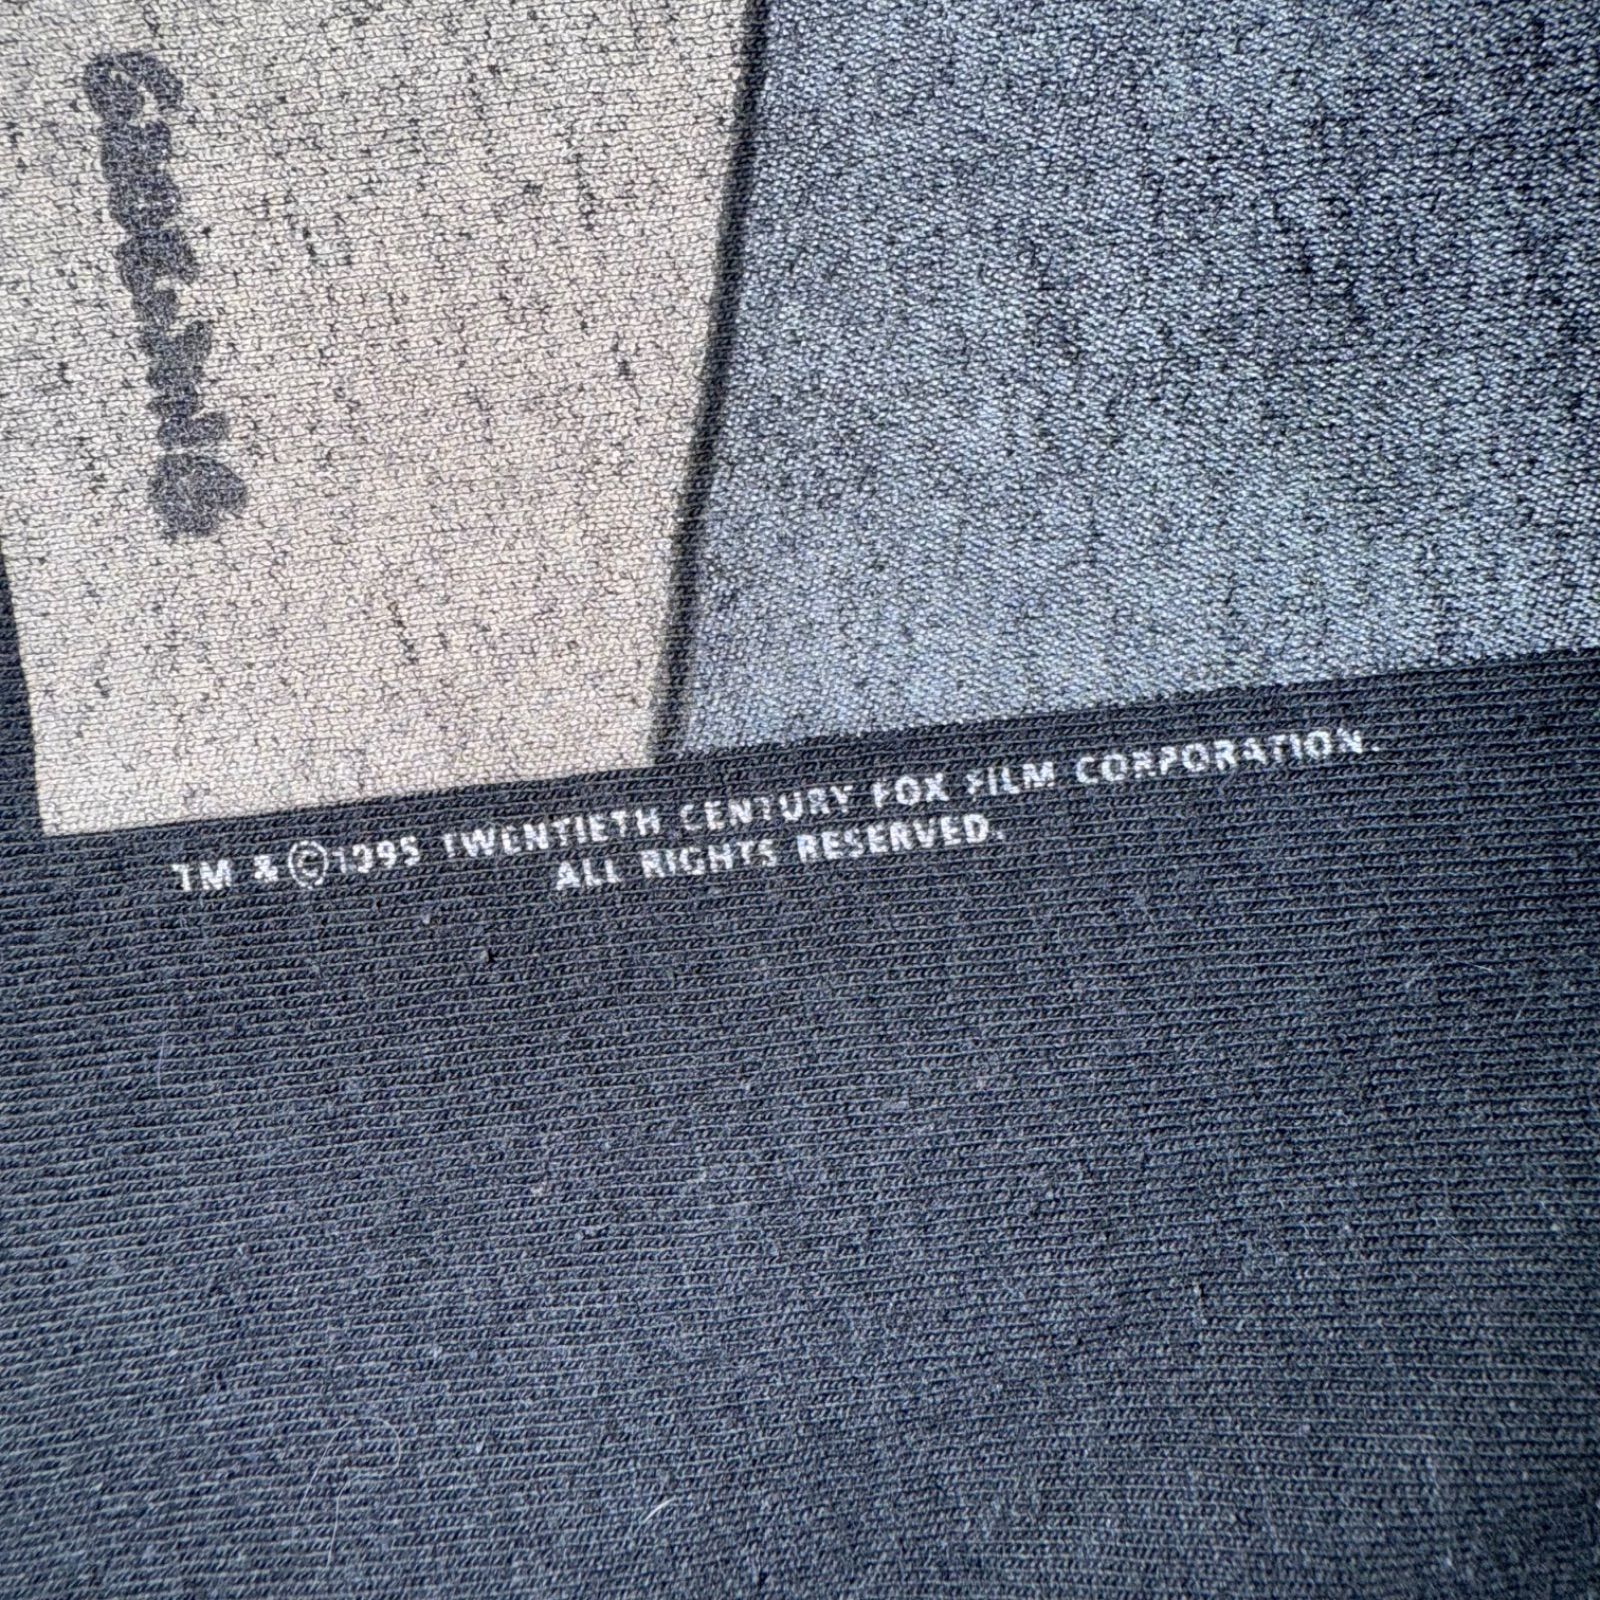 TM & ©1995 TWENTIETH CENTURY FOX FILM CORPORATION.
ALL RIGHTS RESERVED.